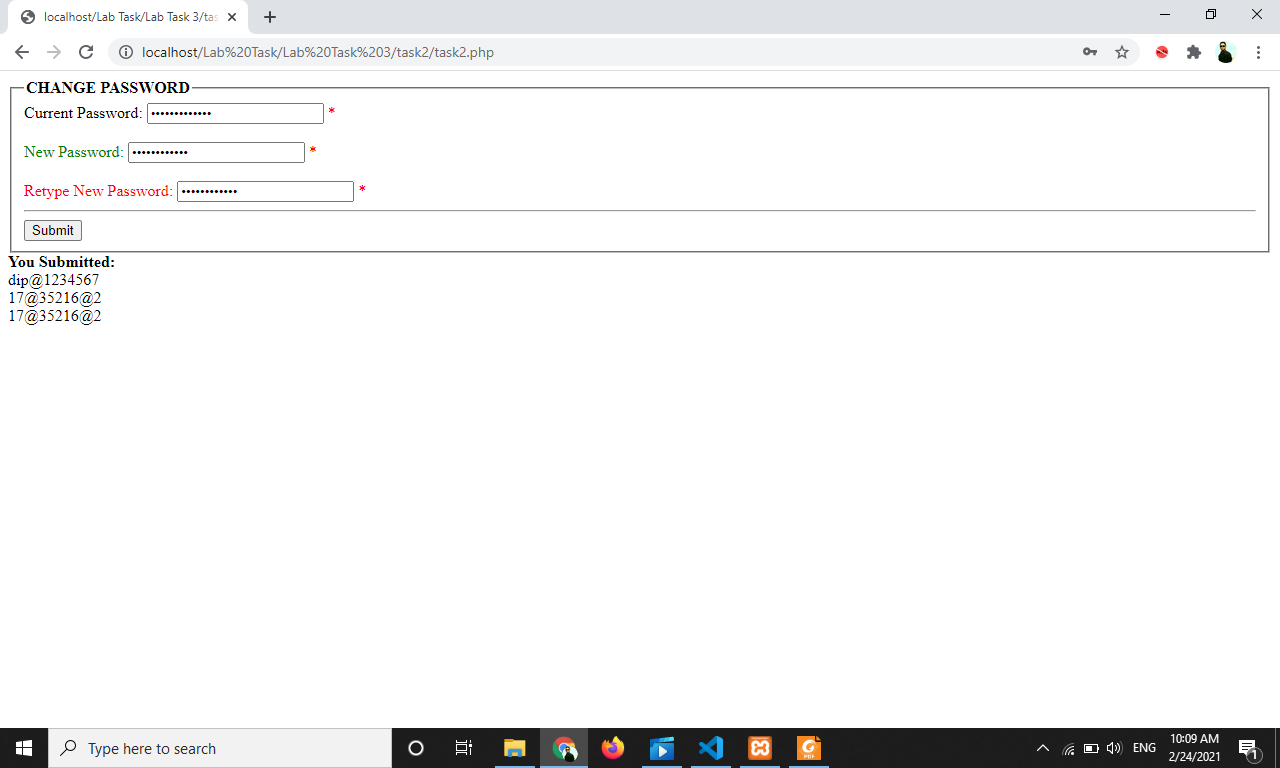 localhost/Lab Task/Lab Task 3/tas
localhost/Lab%20Task/Lab%20Task%203/task2/task2.php
CHANGE PASSWORD
Current Password: ••••••••••••• *
New Password: •••••••••••• *
Retype New Password: •••••••••••• *
Submit
You Submitted:
dip@1234567
17@35216@2
17@35216@2
Type here to search
ENG
10:09 AM
2/24/2021
1